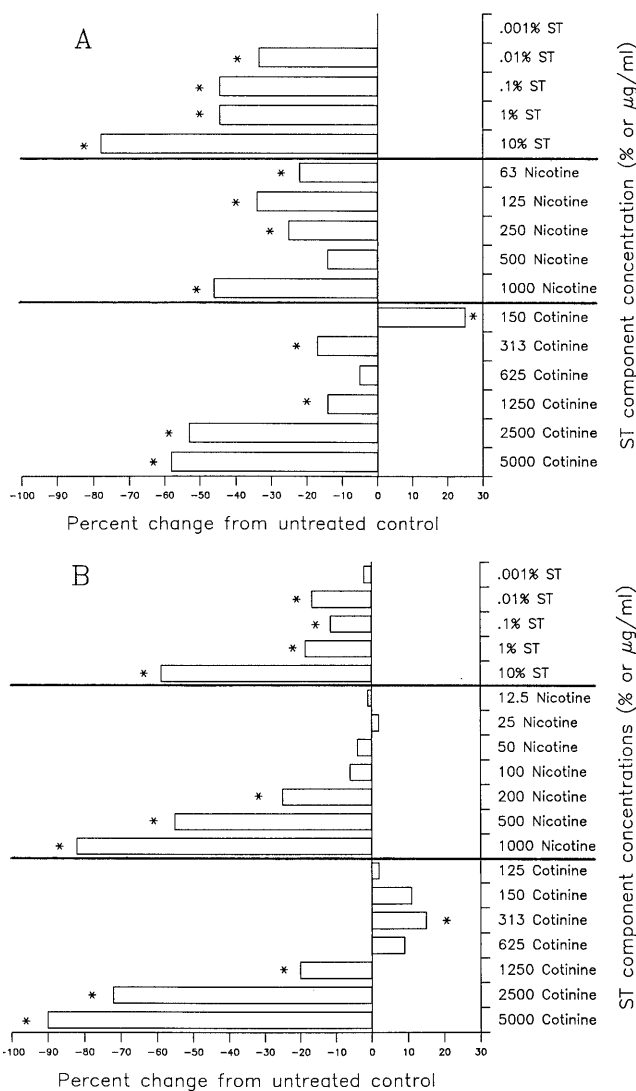 A
.001% ST
* .01% ST
* .1% ST
* 1% ST
* 10% ST
* 63 Nicotine
* 125 Nicotine
* 250 Nicotine
500 Nicotine
* 1000 Nicotine
* 150 Cotinine
* 313 Cotinine
625 Cotinine
* 1250 Cotinine
* 2500 Cotinine
* 5000 Cotinine
-100 -90 -80 -70 -60 -50 -40 -30 -20 -10 0 10 20 30
Percent change from untreated control
ST component concentration (% or µg/ml)
B
.001% ST
* .01% ST
* .1% ST
* 1% ST
* 10% ST
12.5 Nicotine
25 Nicotine
50 Nicotine
100 Nicotine
* 200 Nicotine
* 500 Nicotine
* 1000 Nicotine
125 Cotinine
150 Cotinine
* 313 Cotinine
625 Cotinine
* 1250 Cotinine
* 2500 Cotinine
* 5000 Cotinine
-100 -90 -80 -70 -60 -50 -40 -30 -20 -10 0 10 20 30
Percent change from untreated control
ST component concentrations (% or µg/ml)